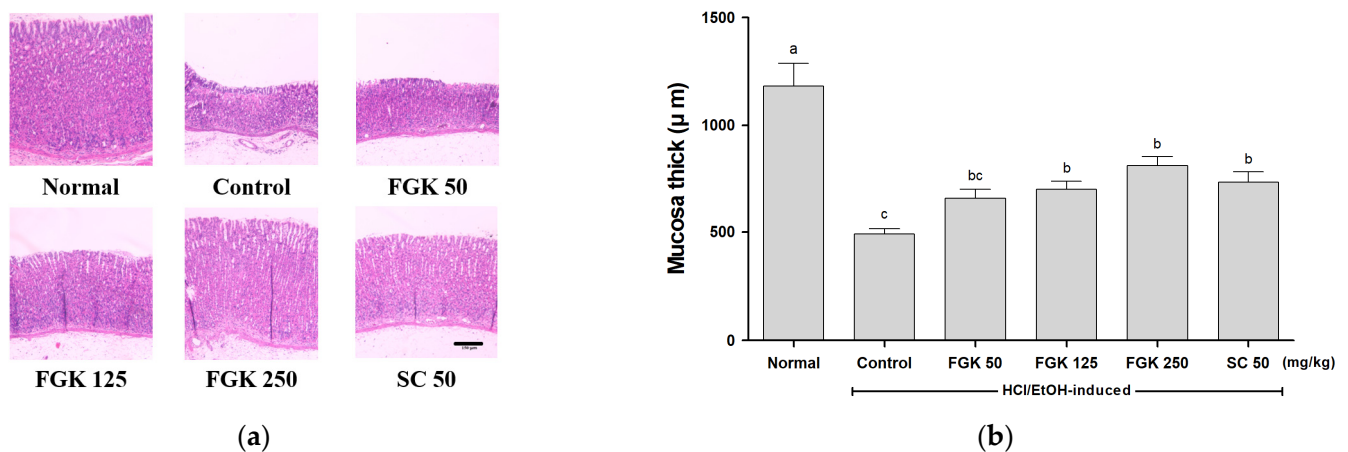 Normal Control FGK 50
FGK 125 FGK 250 SC 50
(a)
1500
1000
500
0
Mucosa thick (μ m)
a
c
bc
b
b
b
Normal Control FGK 50 FGK 125 FGK 250 SC 50 (mg/kg)
HCl/EtOH-induced
(b)